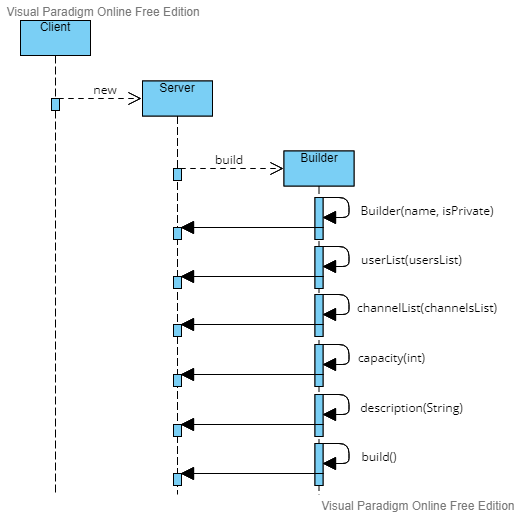 Visual Paradigm Online Free Edition
Client
new
Server
build
Builder
Builder(name, isPrivate)
userList(usersList)
channelList(channelsList)
capacity(int)
description(String)
build()
Visual Paradigm Online Free Edition